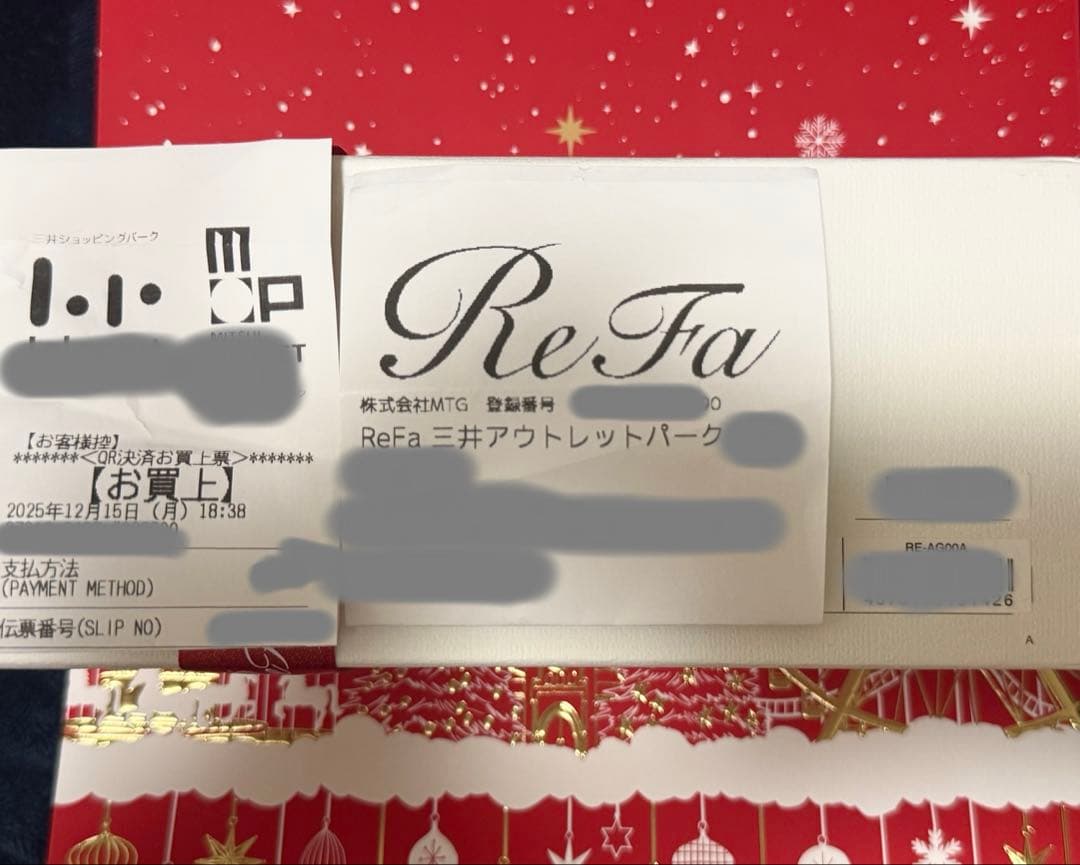 三井ショッピングパーク
MOP
MITSUI
【お客様控】
*******<QR決済お買上票>*******
【お買上】
2025年12月15日 (月) 18:38
支払方法
(PAYMENT METHOD)
伝票番号(SLIP NO)
ReFa
株式会社MTG 登録番号
ReFa 三井アウトレットパーク
RE-AG00A
A